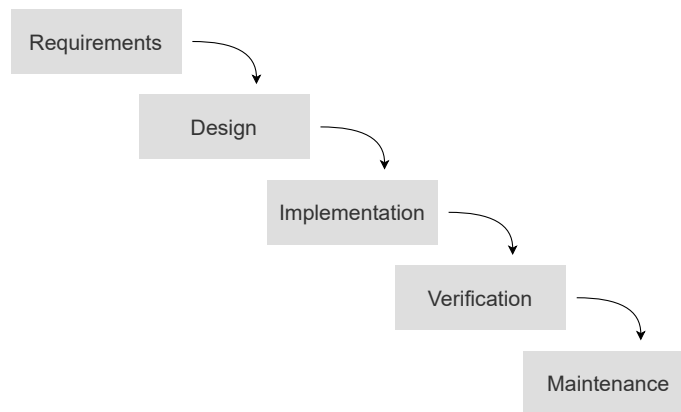 Requirements
Design
Implementation
Verification
Maintenance